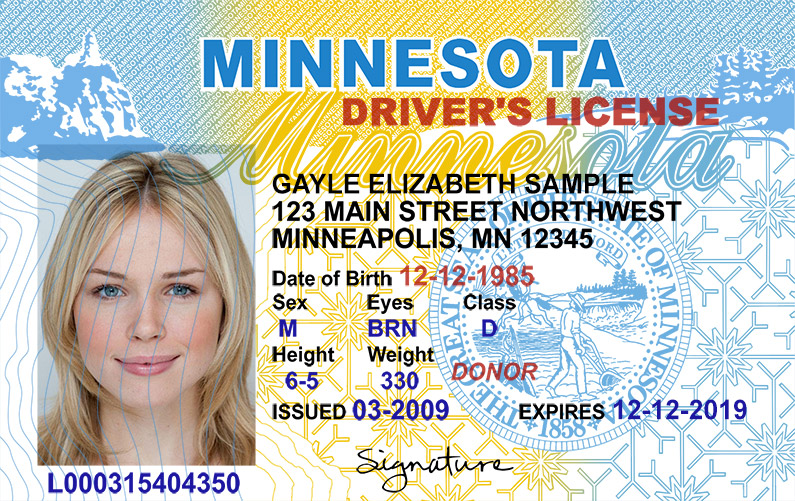 MINNESOTA
DRIVER'S LICENSE
Minnesota
GAYLE ELIZABETH SAMPLE
123 MAIN STREET NORTHWEST
MINNEAPOLIS, MN 12345
Date of Birth 12-12-1985
Sex Eyes Class
M BRN D
Height Weight
6-5 330
DONOR
ISSUED 03-2009 EXPIRES 12-12-2019
Signature
L000315404350
1858